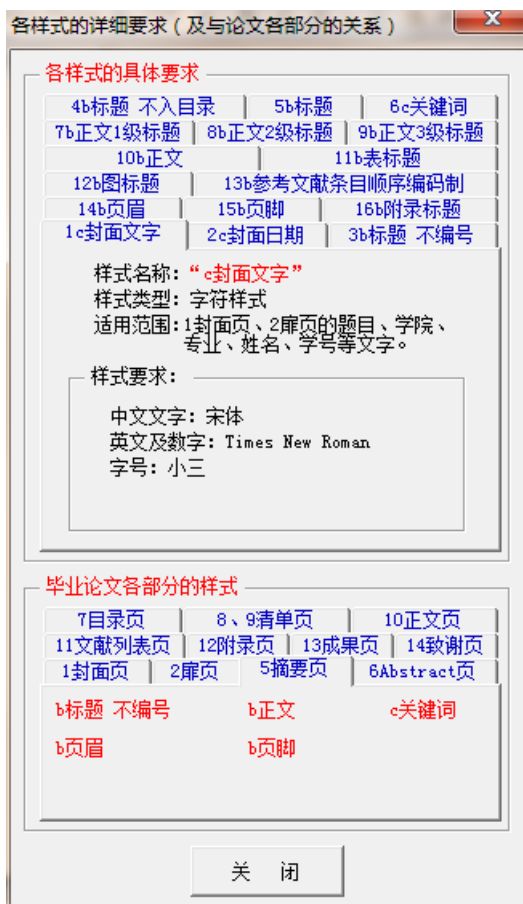 各样式的详细要求（及与论文各部分的关系）
各样式的具体要求
4b标题 不入目录 5b标题 6c关键词
7b正文1级标题 8b正文2级标题 9b正文3级标题
10b正文 11b表标题
12b图标题 13b参考文献条目顺序编码制
14b页眉 15b页脚 16b附录标题
1c封面文字 2c封面日期 3b标题 不编号
样式名称：“c封面文字”
样式类型：字符样式
适用范围：1封面页、2扉页的题目、学院、
专业、姓名、学号等文字。
样式要求：
中文文字：宋体
英文及数字：Times New Roman
字号：小三
毕业论文各部分的样式
7目录页 8、9清单页 10正文页
11文献列表页 12附录页 13成果页 14致谢页
1封面页 2扉页 5摘要页 6Abstract页
b标题 不编号 b正文 c关键词
b页眉 b页脚
关 闭